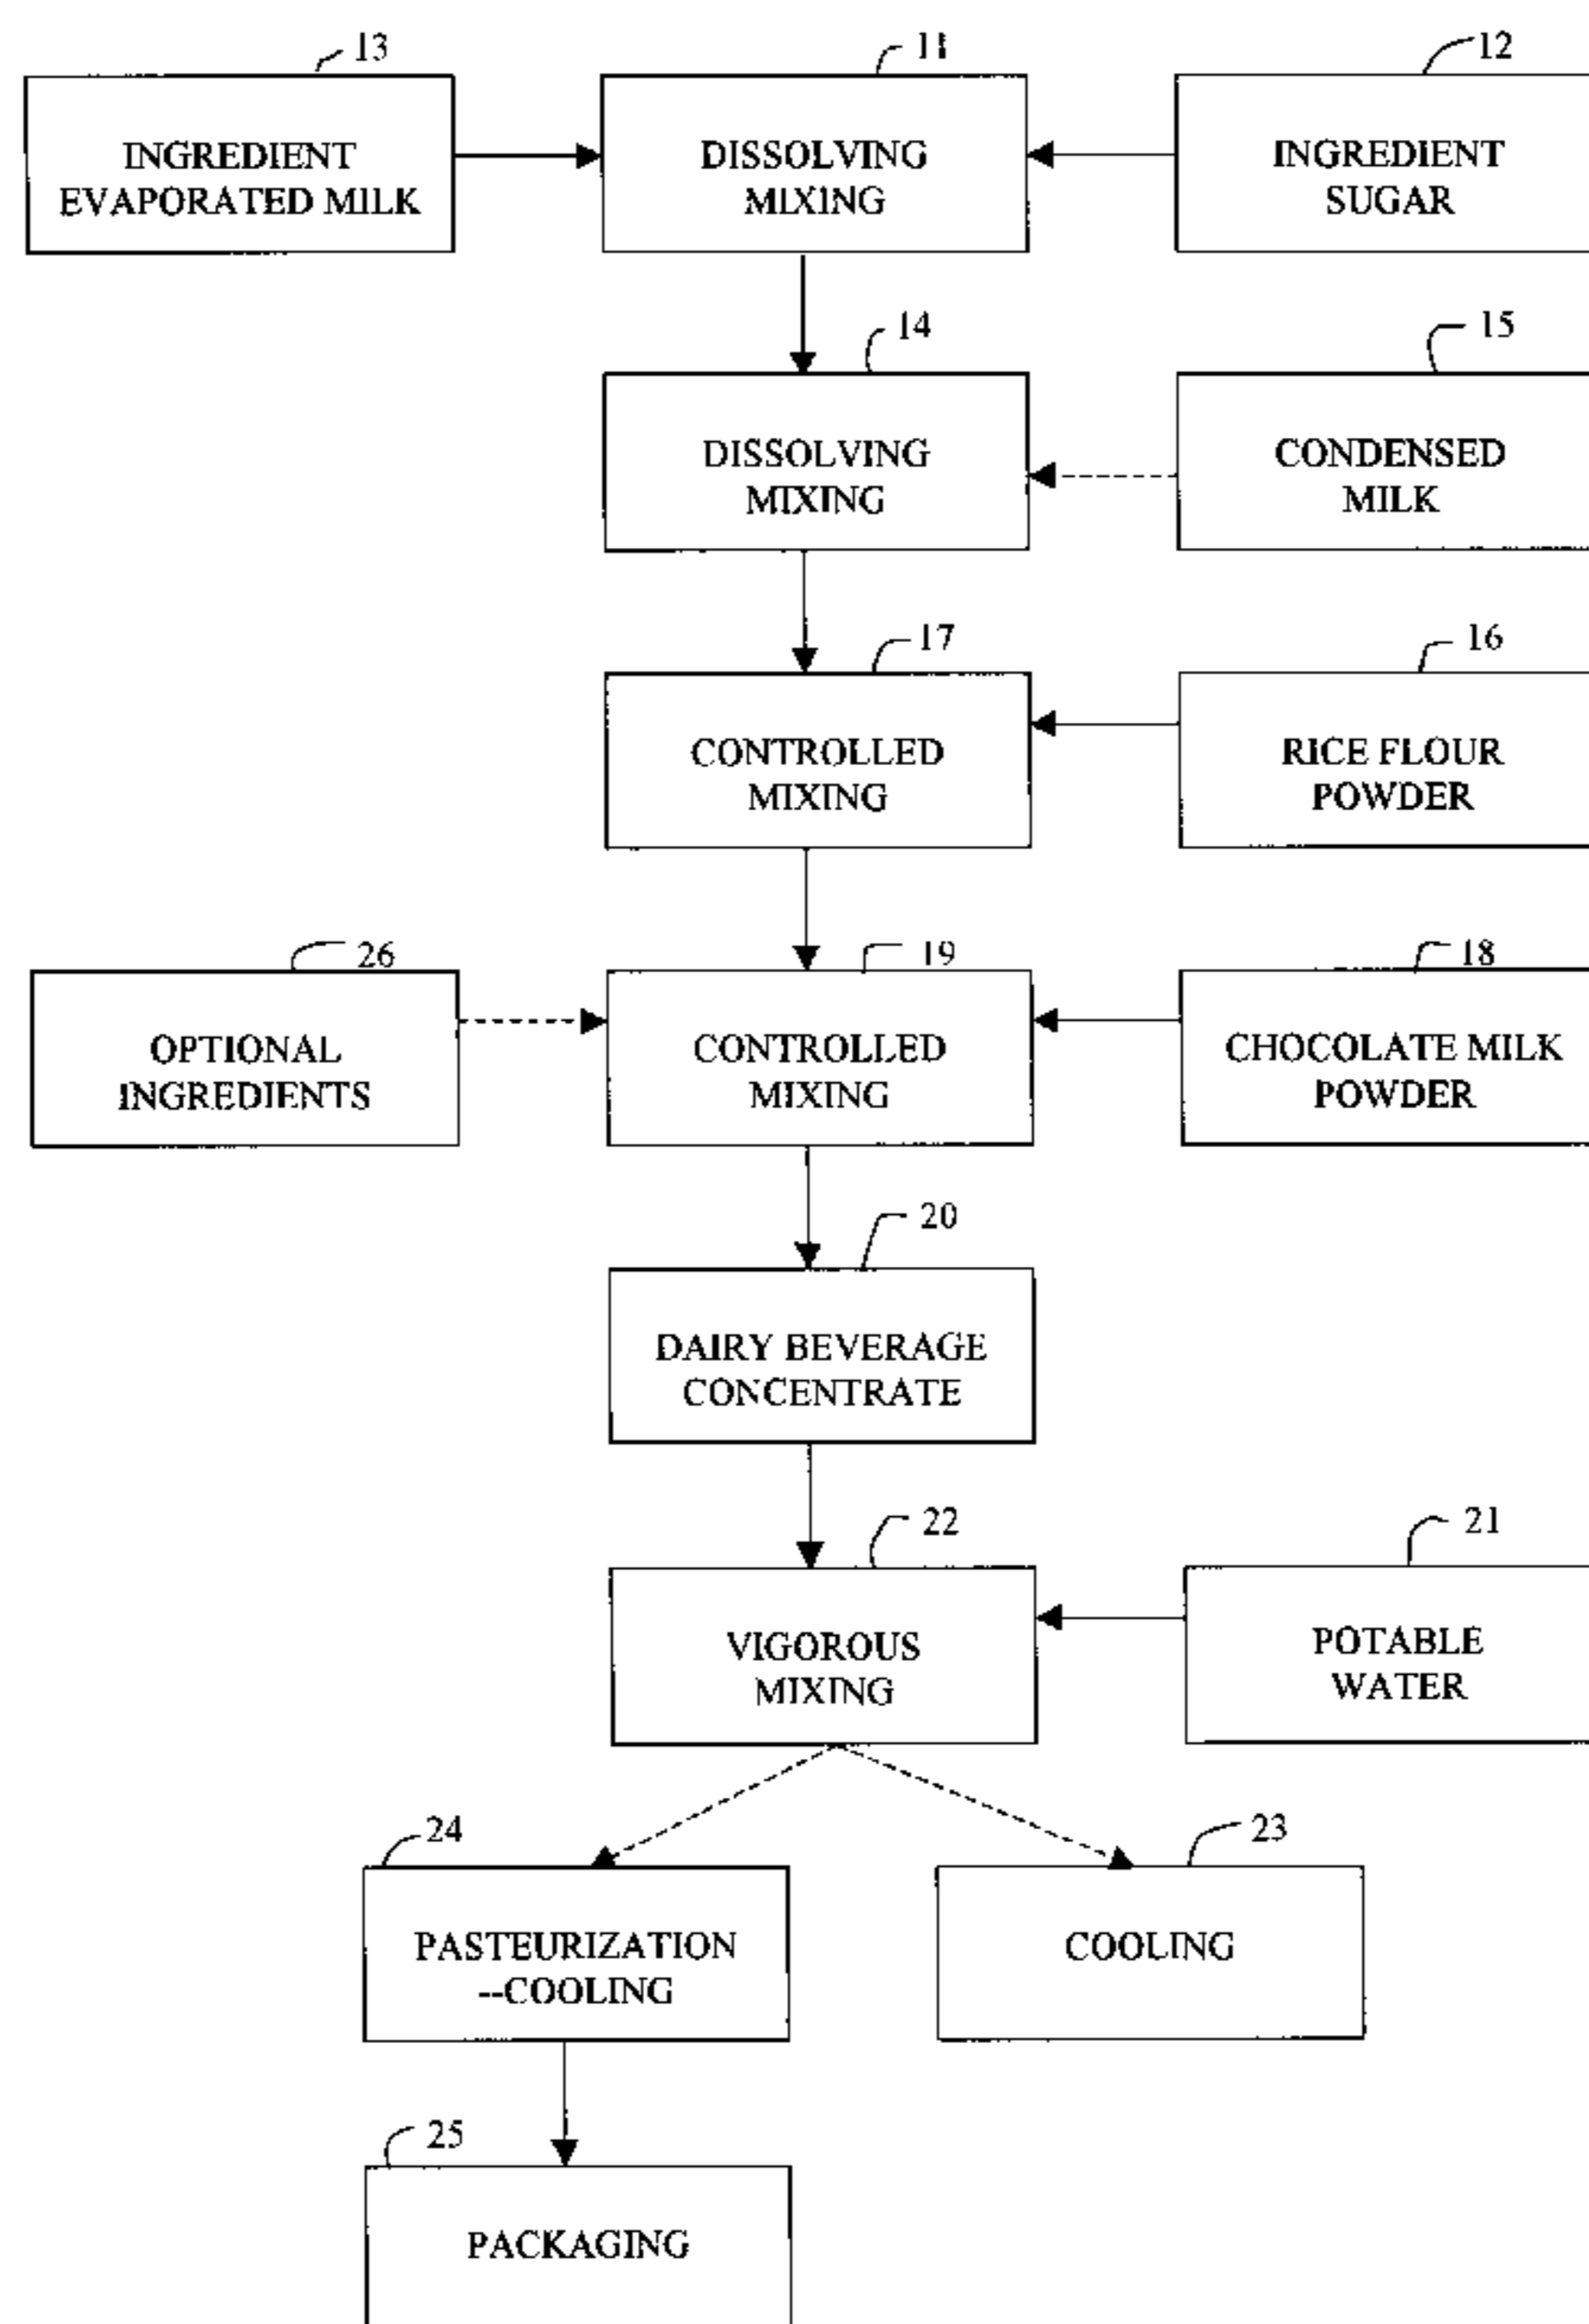 13
11
12
INGREDIENT
EVAPORATED MILK
DISSOLVING
MIXING
INGREDIENT
SUGAR
14
15
DISSOLVING
MIXING
CONDENSED
MILK
17
16
CONTROLLED
MIXING
RICE FLOUR
POWDER
26
19
18
OPTIONAL
INGREDIENTS
CONTROLLED
MIXING
CHOCOLATE MILK
POWDER
20
DAIRY BEVERAGE
CONCENTRATE
22
21
VIGOROUS
MIXING
POTABLE
WATER
24
23
PASTEURIZATION
--COOLING
COOLING
25
PACKAGING